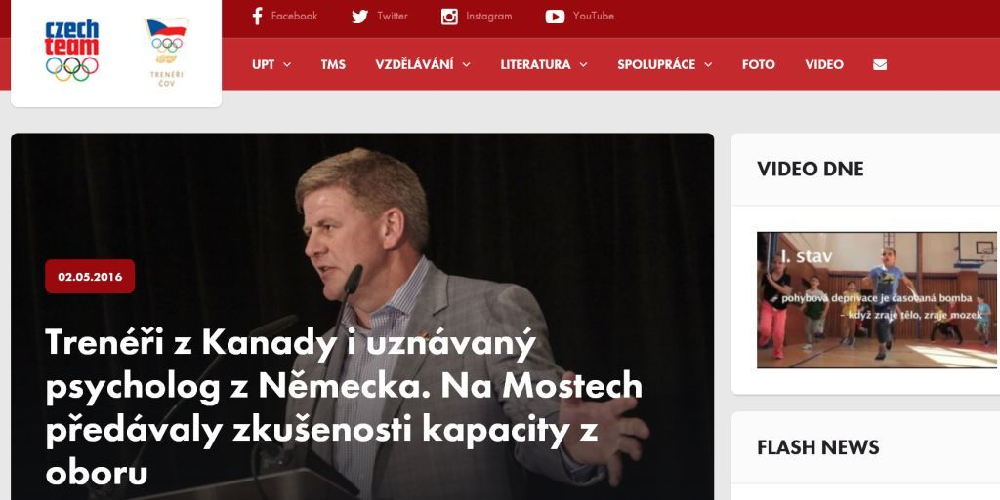 czech
team
TRENÉŘI
ČOV
Facebook
Twitter
Instagram
YouTube
UPT
TMS
VZDĚLÁVÁNÍ
LITERATURA
SPOLUPRÁCE
FOTO
VIDEO
02.05.2016
Trenéři z Kanady i uznávaný
psycholog z Německa. Na Mostech
předávaly zkušenosti kapacity z
oboru
VIDEO DNE
I. stav
- pohybová deprivace je časovaná bomba
- když zraje tělo, zraje mozek
FLASH NEWS